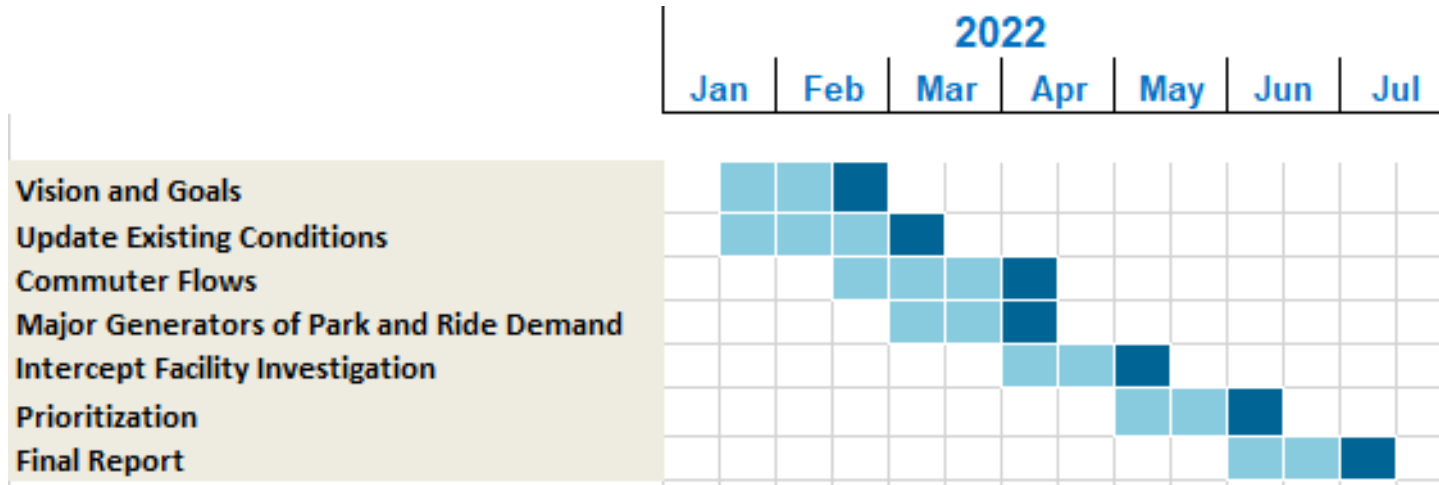 2022
Jan Feb Mar Apr May Jun Jul
Vision and Goals
Update Existing Conditions
Commuter Flows
Major Generators of Park and Ride Demand
Intercept Facility Investigation
Prioritization
Final Report